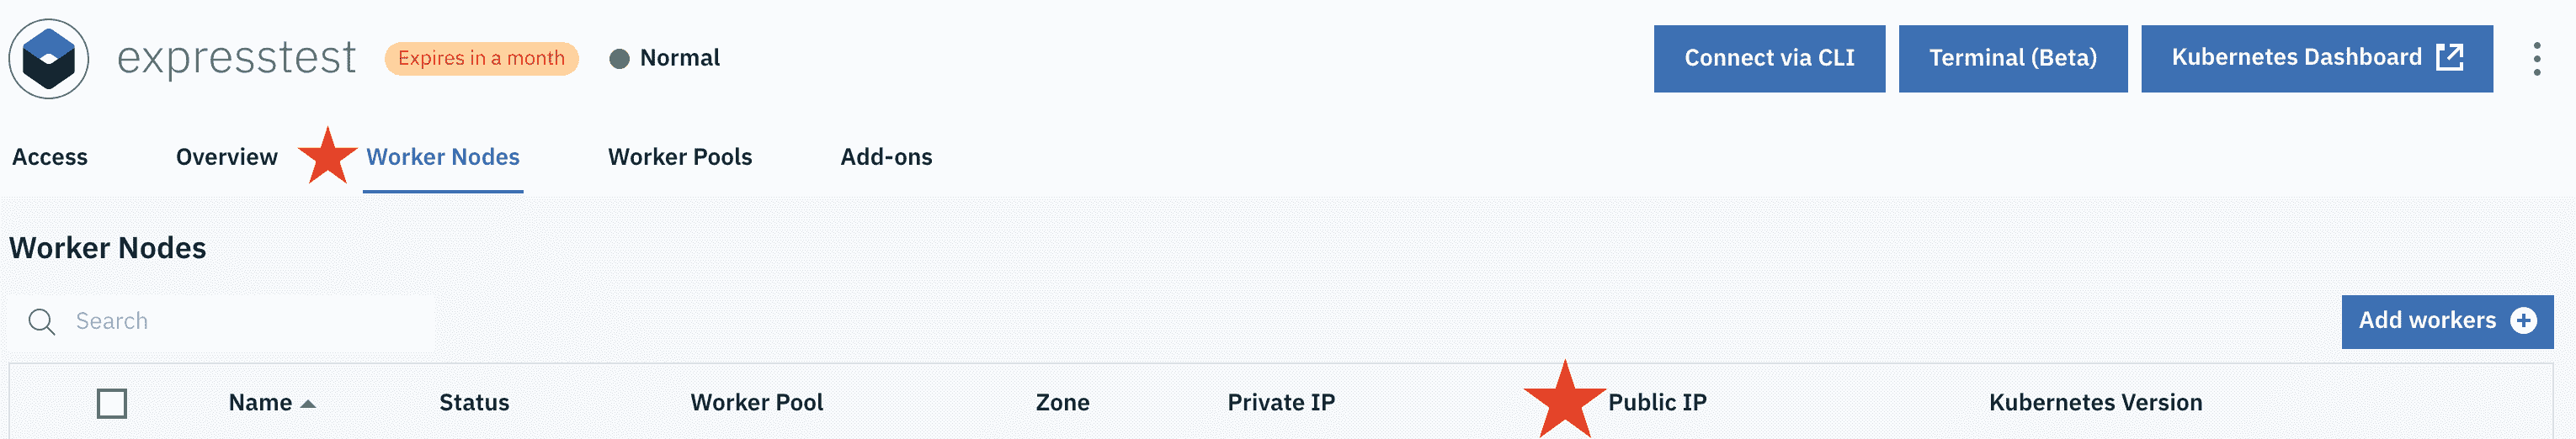 expresstest Expires in a month Normal Connect via CLI Terminal (Beta) Kubernetes Dashboard
Access Overview Worker Nodes Worker Pools Add-ons
Worker Nodes
Search Add workers
Name Status Worker Pool Zone Private IP Public IP Kubernetes Version